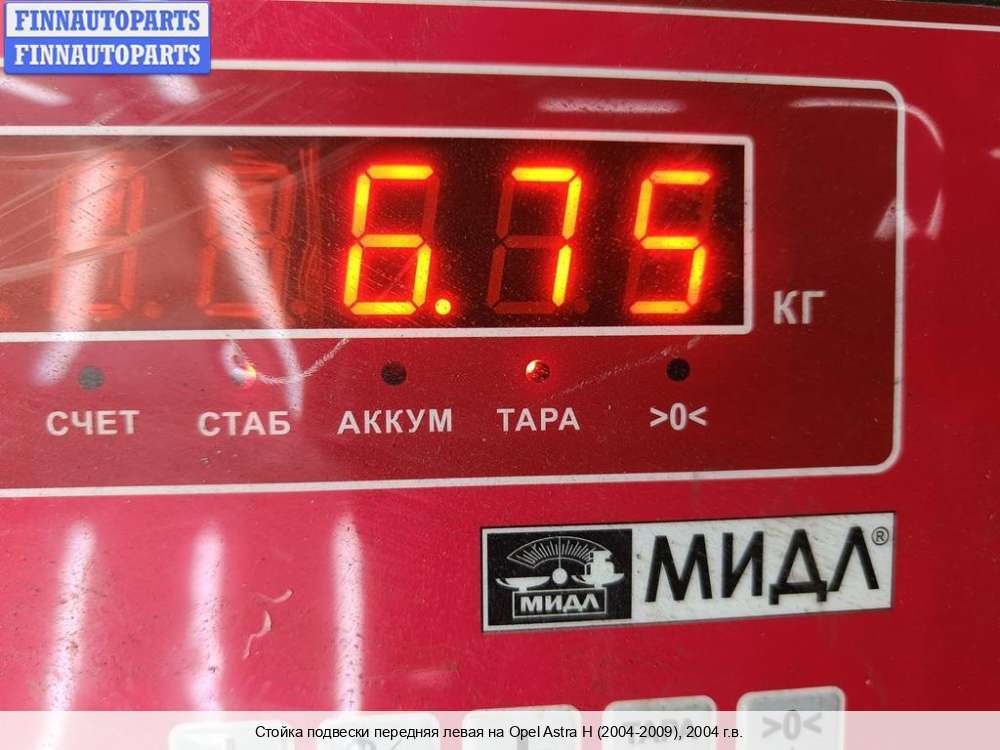 FINNAUTOPARTS
FINNAUTOPARTS
6.75
КГ
СЧЕТ СТАБ АККУМ ТАРА >0<
МИДЛ МИДЛ®
ТАРА >0<
Стойка подвески передняя левая на Opel Astra H (2004-2009), 2004 г.в.